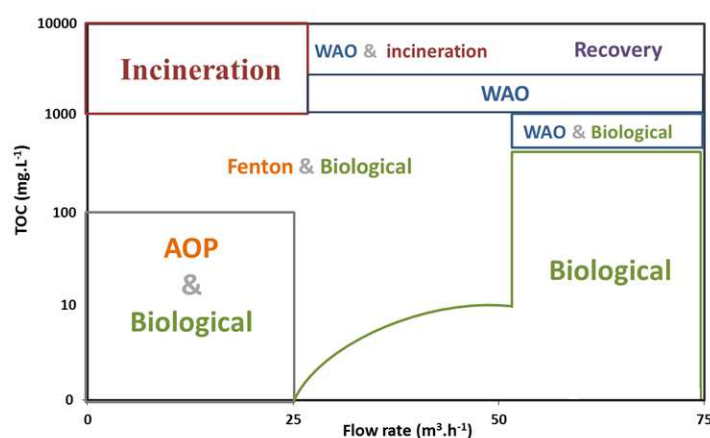 10000
WAO & incineration
Recovery
Incineration
WAO
1000
WAO & Biological
TOC (mg.L-1)
Fenton & Biological
100
AOP
&
Biological
Biological
10
0
0
25
50
75
Flow rate (m³.h-1)